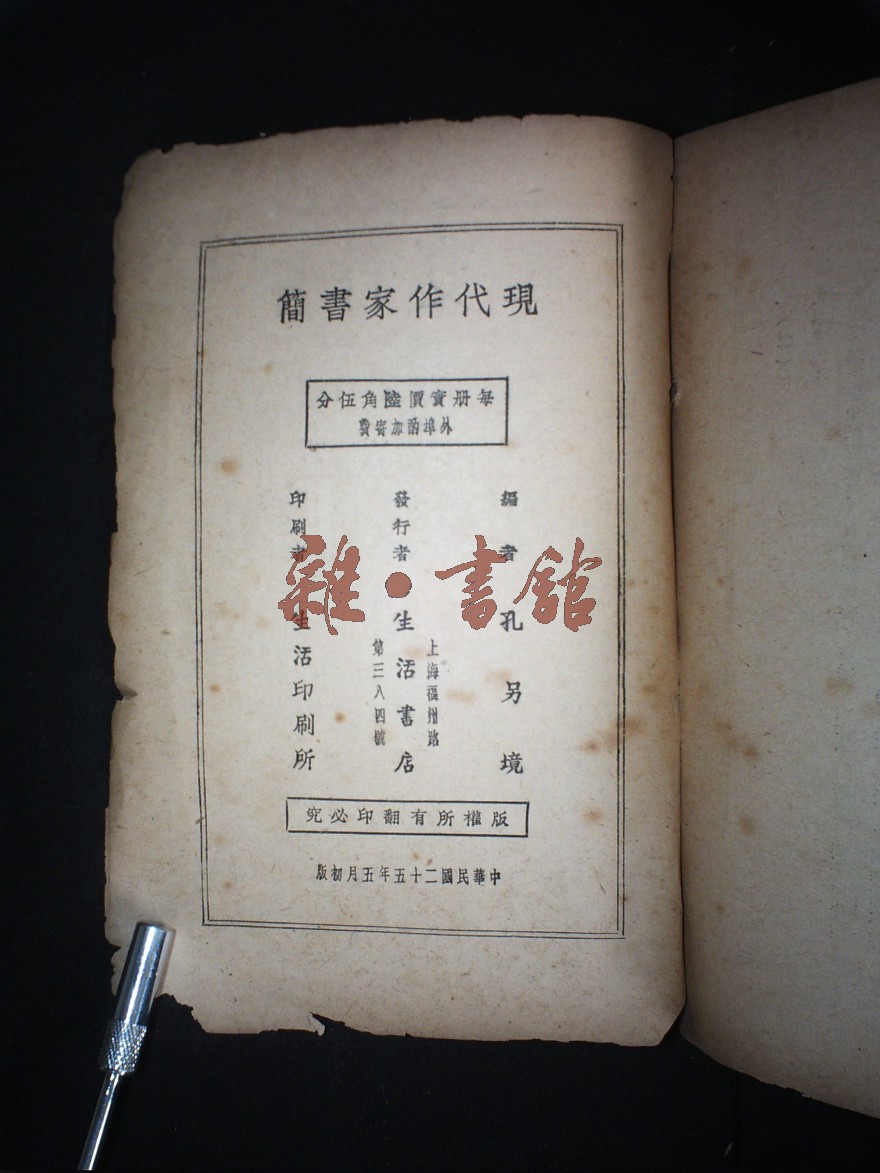 現代作家書簡
每册實價陸角伍分
外埠酌加寄費
編者 孔另境
發行者 生活書店
上海福州路
第三八四號
印刷者 生活印刷所
版權所有翻印必究
中華民國二十五年五月初版
雜·書館